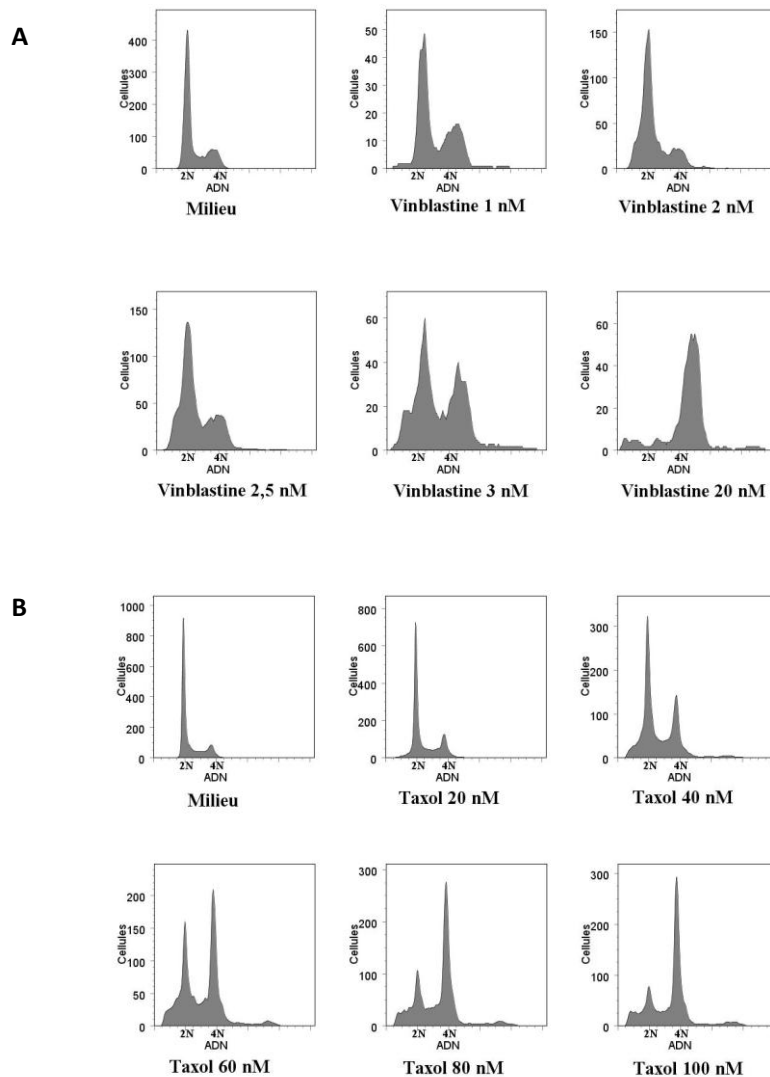 A
Cellules
400
300
200
100
0
2N 4N
ADN
Milieu
Cellules
50
40
30
20
10
0
2N 4N
ADN
Vinblastine 1 nM
Cellules
150
100
50
0
2N 4N
ADN
Vinblastine 2 nM
Cellules
150
100
50
0
2N 4N
ADN
Vinblastine 2,5 nM
Cellules
60
40
20
0
2N 4N
ADN
Vinblastine 3 nM
Cellules
60
40
20
0
2N 4N
ADN
Vinblastine 20 nM
B
Cellules
1000
800
600
400
200
0
2N 4N
ADN
Milieu
Cellules
800
600
400
200
0
2N 4N
ADN
Taxol 20 nM
Cellules
300
200
100
0
2N 4N
ADN
Taxol 40 nM
Cellules
200
150
100
50
0
2N 4N
ADN
Taxol 60 nM
Cellules
300
200
100
0
2N 4N
ADN
Taxol 80 nM
Cellules
300
200
100
0
2N 4N
ADN
Taxol 100 nM